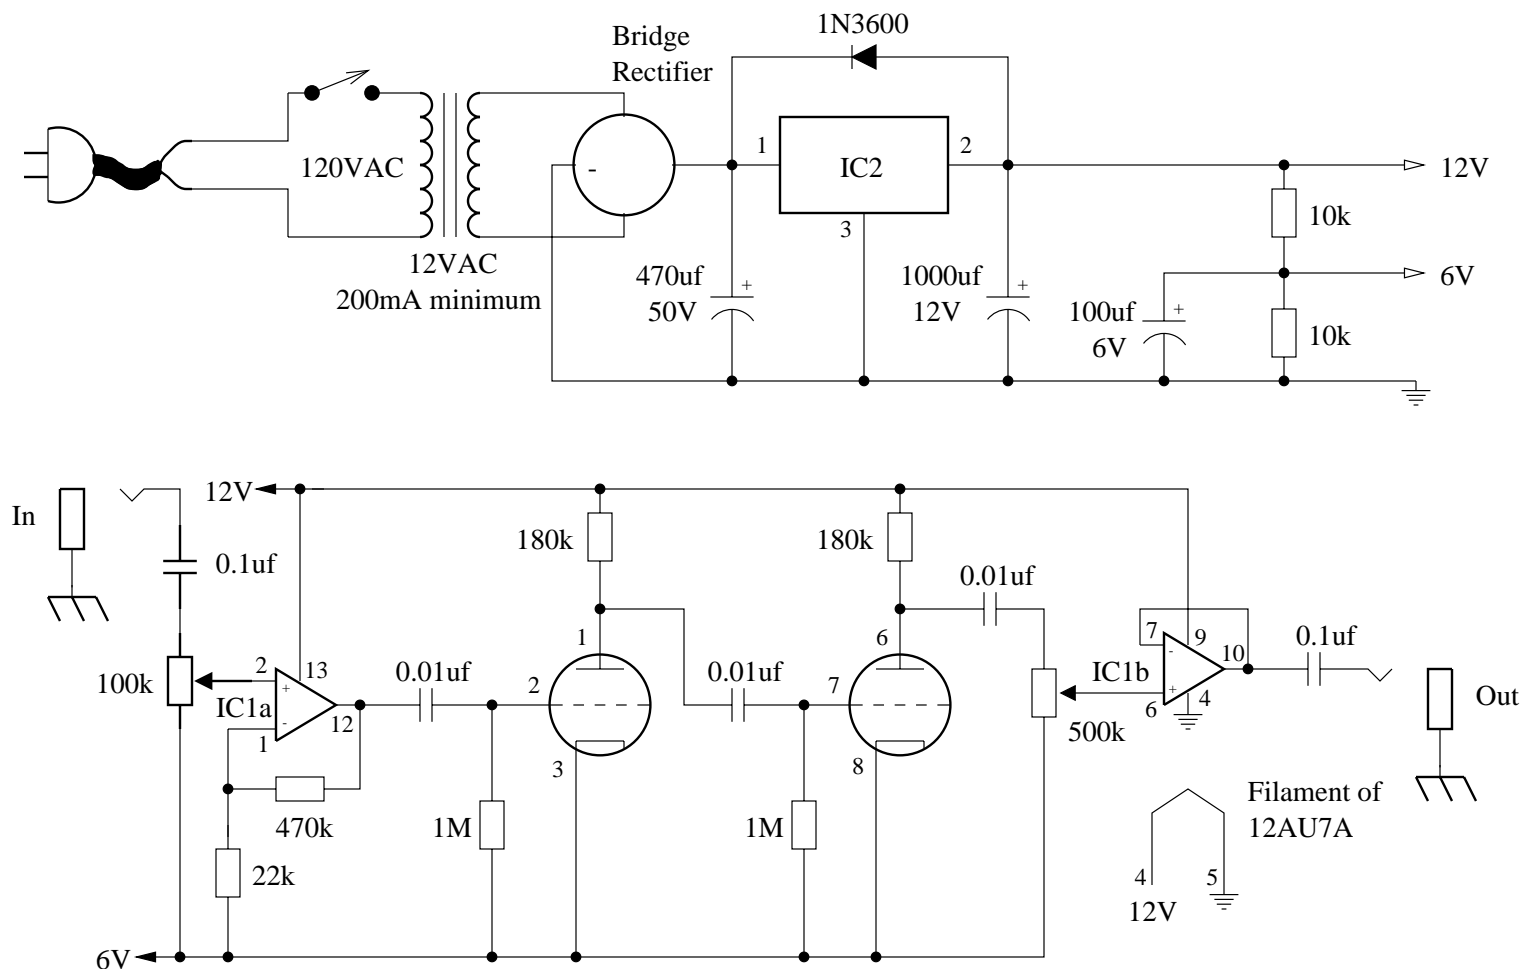 1N3600
Bridge
Rectifier
120VAC
-
1
IC2
2
3
12V
10k
12VAC
200mA minimum
470uf
50V
+
1000uf
12V
+
100uf
6V
+
6V
10k
In
12V
0.1uf
180k
180k
0.01uf
100k
2
13
+
IC1a
-
1
12
0.01uf
1
2
3
0.01uf
6
7
8
500k
7
9
-
IC1b
10
+
6
4
0.1uf
Out
470k
22k
1M
1M
Filament of
12AU7A
4
5
12V
6V